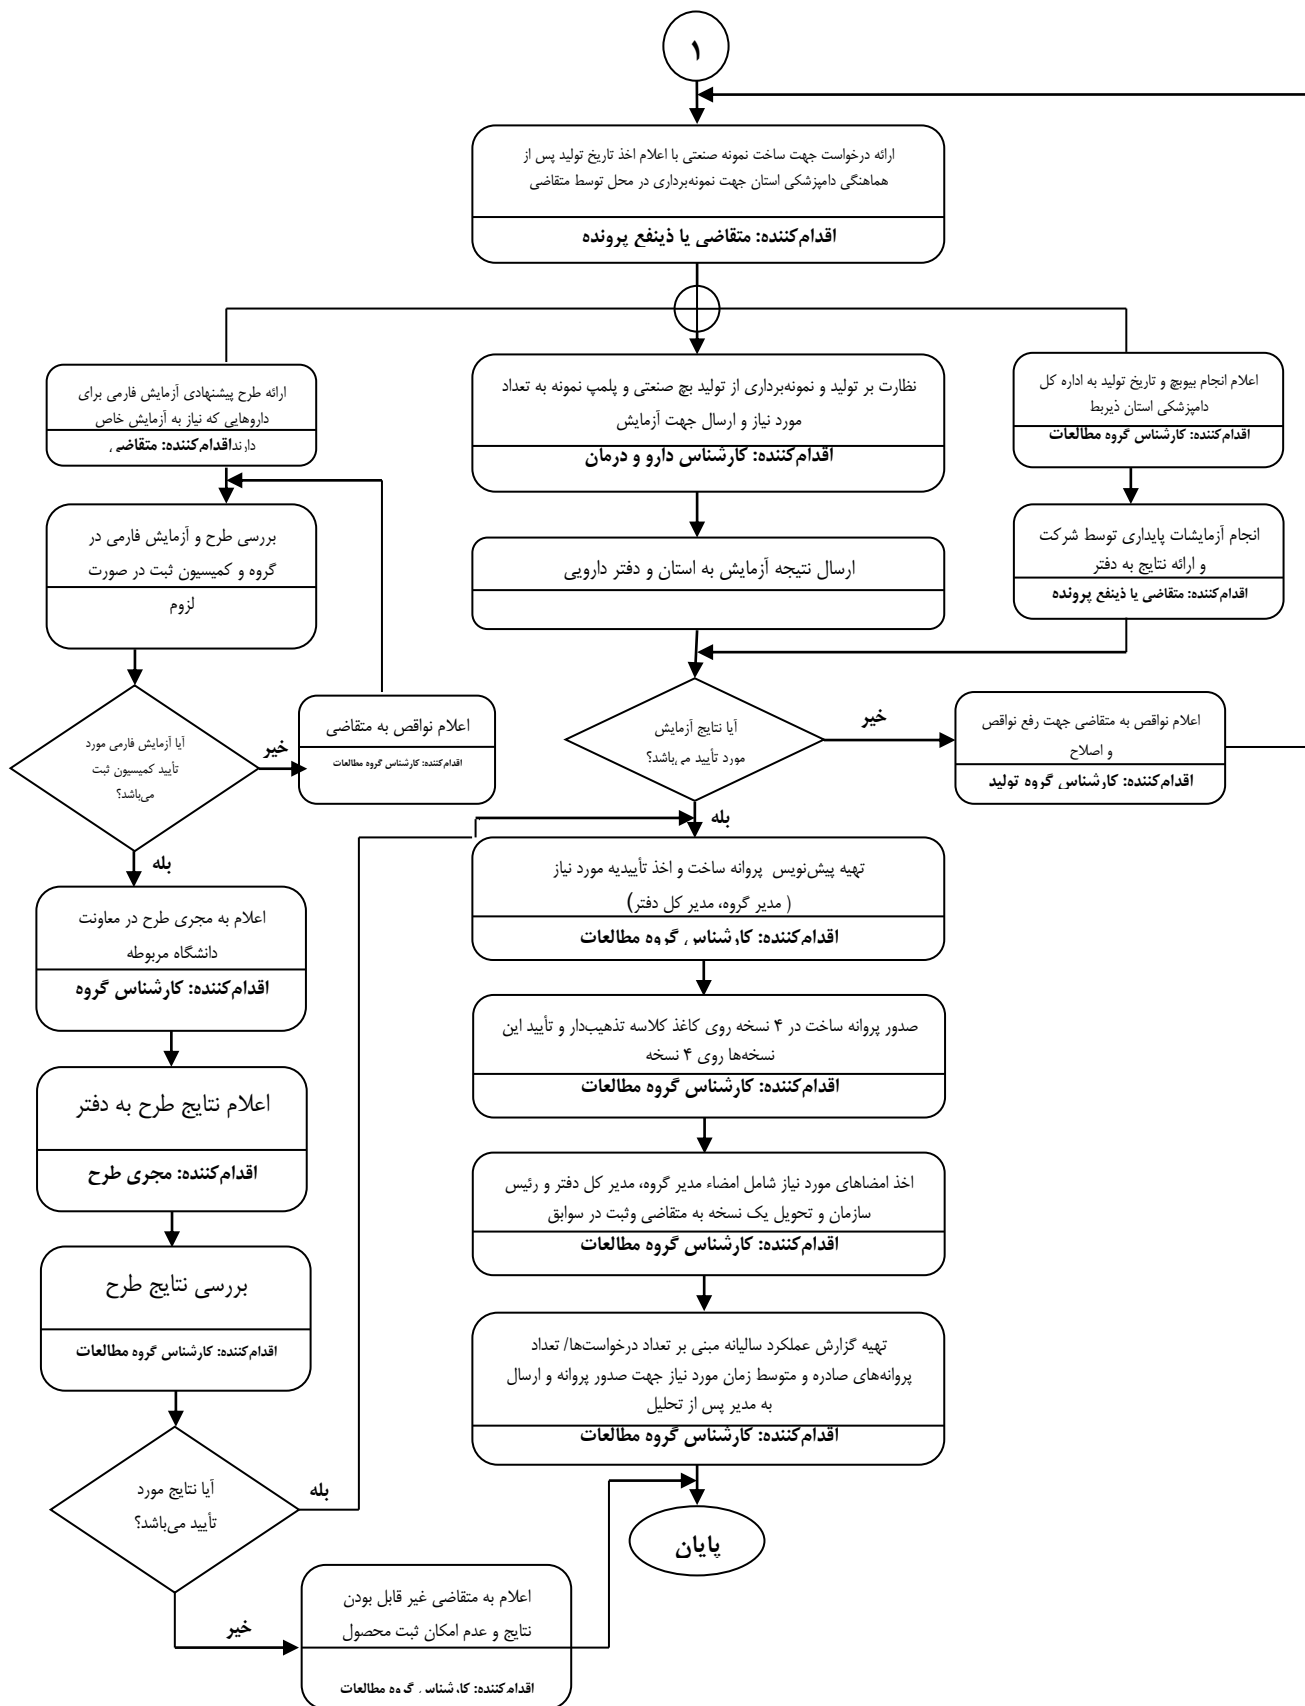 ۱
ارائه درخواست جهت ساخت نمونه صنعتی با اعلام اخذ تاریخ تولید پس از
هماهنگی دامپزشکی استان جهت نمونه‌برداری در محل توسط متقاضی
اقدام‌کننده: متقاضی یا ذینفع پرونده
اعلام انجام بیوبچ و تاریخ تولید به اداره کل
دامپزشکی استان ذیربط
اقدام‌کننده: کارشناس گروه مطالعات
انجام آزمایشات پایداری توسط شرکت
و ارائه نتایج به دفتر
اقدام‌کننده: متقاضی یا ذینفع پرونده
نظارت بر تولید و نمونه‌برداری از تولید بچ صنعتی و پلمپ نمونه به تعداد
مورد نیاز و ارسال جهت آزمایش
اقدام‌کننده: کارشناس دارو و درمان
ارسال نتیجه آزمایش به استان و دفتر دارویی
آیا نتایج آزمایش
مورد تأیید می‌باشد؟
خیر
اعلام نواقص به متقاضی جهت رفع نواقص
و اصلاح
اقدام‌کننده: کارشناس گروه تولید
بله
تهیه پیش‌نویس پروانه ساخت و اخذ تأییدیه مورد نیاز
( مدیر گروه، مدیر کل دفتر)
اقدام‌کننده: کارشناس گروه مطالعات
صدور پروانه ساخت در ۴ نسخه روی کاغذ کلاسه تذهیب‌دار و تأیید این
نسخه‌ها روی ۴ نسخه
اقدام‌کننده: کارشناس گروه مطالعات
اخذ امضاهای مورد نیاز شامل امضاء مدیر گروه، مدیر کل دفتر و رئیس
سازمان و تحویل یک نسخه به متقاضی وثبت در سوابق
اقدام‌کننده: کارشناس گروه مطالعات
تهیه گزارش عملکرد سالیانه مبنی بر تعداد درخواست‌ها/ تعداد
پروانه‌های صادره و متوسط زمان مورد نیاز جهت صدور پروانه و ارسال
به مدیر پس از تحلیل
اقدام‌کننده: کارشناس گروه مطالعات
پایان
ارائه طرح پیشنهادی آزمایش فارمی برای
داروهایی که نیاز به آزمایش خاص
دارنداقدام‌کننده: متقاضی
بررسی طرح و آزمایش فارمی در
گروه و کمیسیون ثبت در صورت
لزوم
آیا آزمایش فارمی مورد
تأیید کمیسیون ثبت
می‌باشد؟
خیر
اعلام نواقص به متقاضی
اقدام‌کننده: کارشناس گروه مطالعات
بله
اعلام به مجری طرح در معاونت
دانشگاه مربوطه
اقدام‌کننده: کارشناس گروه
اعلام نتایج طرح به دفتر
اقدام‌کننده: مجری طرح
بررسی نتایج طرح
اقدام‌کننده: کارشناس گروه مطالعات
آیا نتایج مورد
تأیید می‌باشد؟
بله
خیر
اعلام به متقاضی غیر قابل بودن
نتایج و عدم امکان ثبت محصول
اقدام‌کننده: کارشناس گروه مطالعات